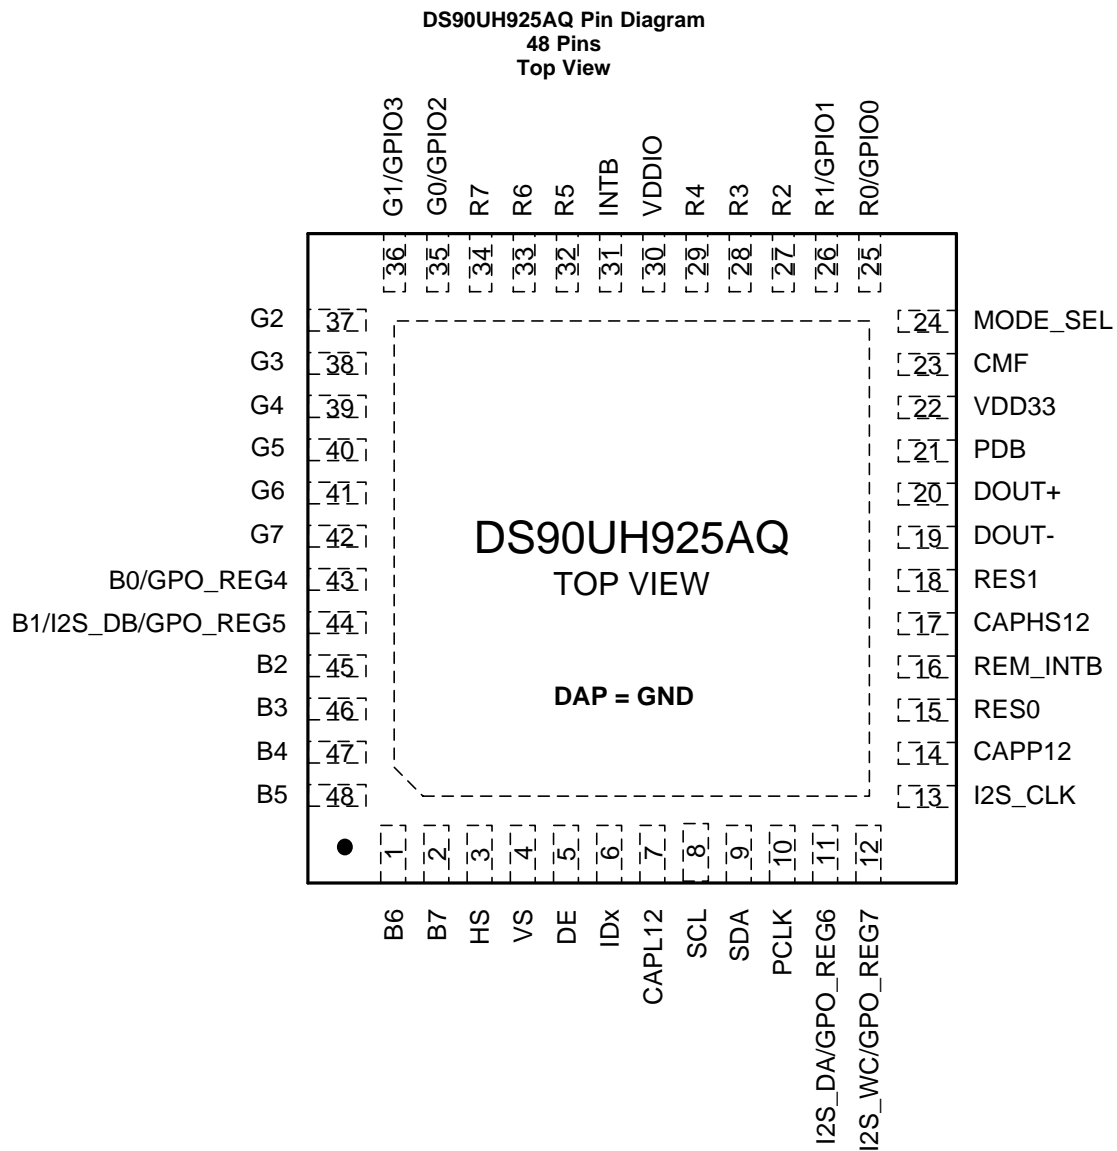 DS90UH925AQ Pin Diagram
48 Pins
Top View
G1/GPIO3
G0/GPIO2
R7
R6
R5
INTB
VDDIO
R4
R3
R2
R1/GPIO1
R0/GPIO0
36
35
34
33
32
31
30
29
28
27
26
25
G2 37
G3 38
G4 39
G5 40
G6 41
G7 42
B0/GPO_REG4 43
B1/I2S_DB/GPO_REG5 44
B2 45
B3 46
B4 47
B5 48
24 MODE_SEL
23 CMF
22 VDD33
21 PDB
20 DOUT+
19 DOUT-
18 RES1
17 CAPHS12
16 REM_INTB
15 RES0
14 CAPP12
13 I2S_CLK
DS90UH925AQ
TOP VIEW
DAP = GND
1
2
3
4
5
6
7
8
9
10
11
12
B6
B7
HS
VS
DE
IDx
CAPL12
SCL
SDA
PCLK
I2S_DA/GPO_REG6
I2S_WC/GPO_REG7